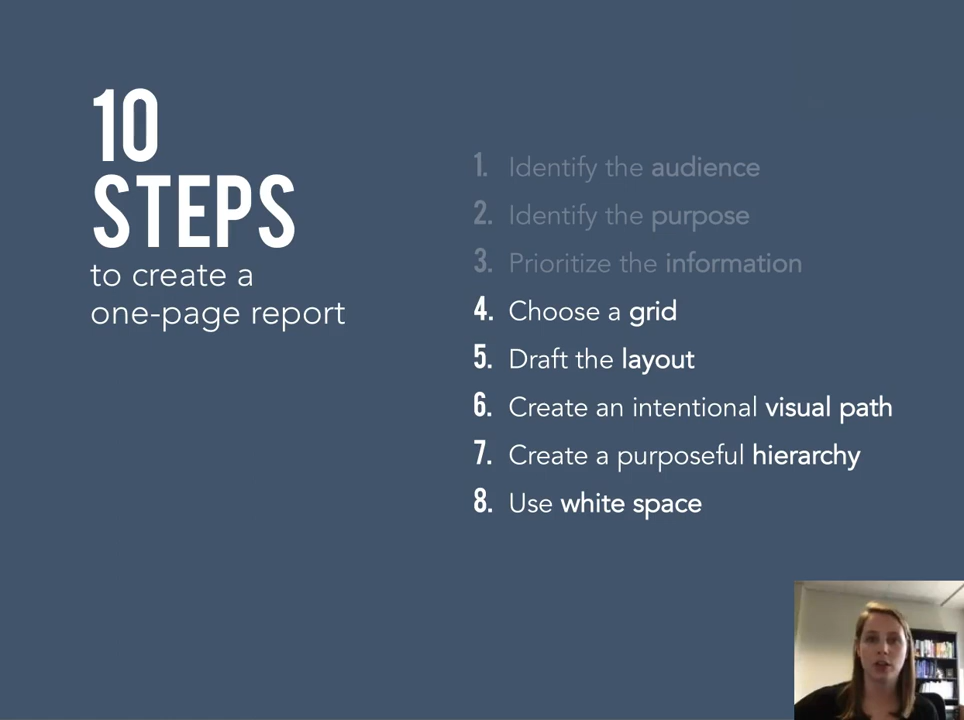 10
STEPS
to create a
one-page report
1. Identify the audience
2. Identify the purpose
3. Prioritize the information
4. Choose a grid
5. Draft the layout
6. Create an intentional visual path
7. Create a purposeful hierarchy
8. Use white space